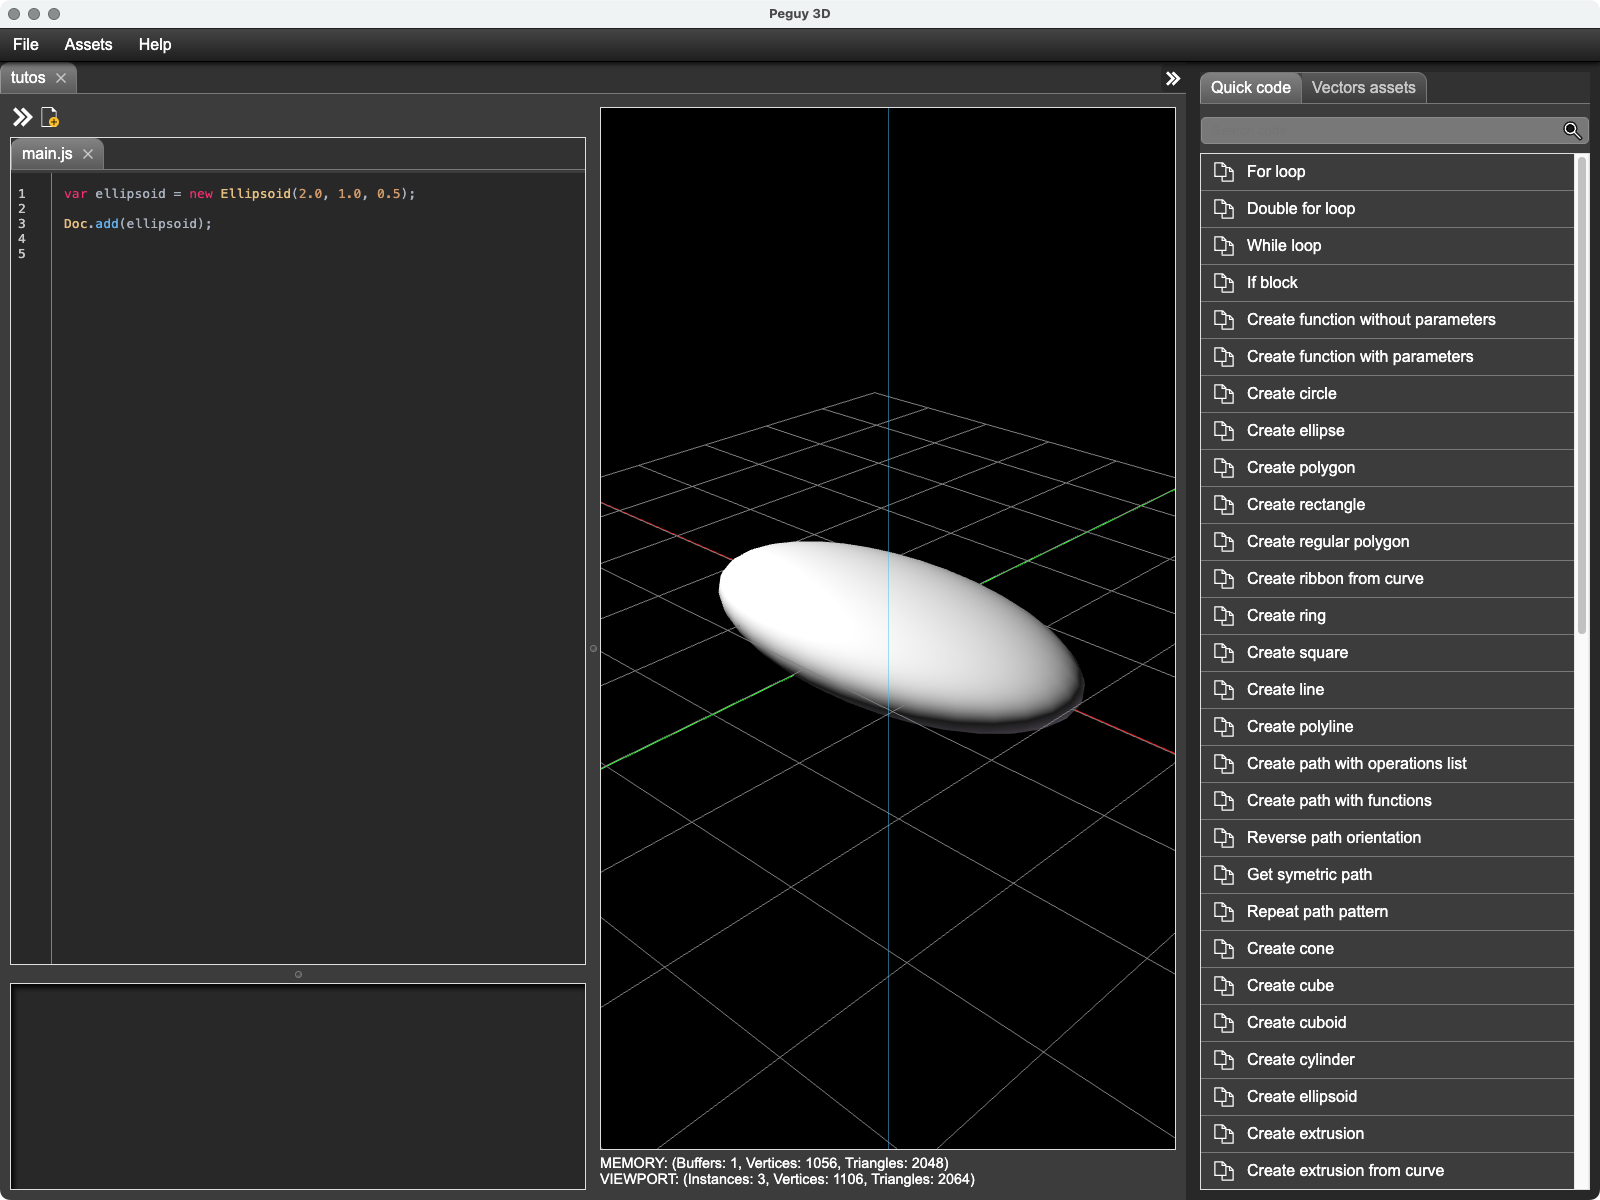 Peguy 3D
File Assets Help
tutos
Quick code Vectors assets
main.js
1 var ellipsoid = new Ellipsoid(2.0, 1.0, 0.5);
2
3 Doc.add(ellipsoid);
4
5
MEMORY: (Buffers: 1, Vertices: 1056, Triangles: 2048)
VIEWPORT: (Instances: 3, Vertices: 1106, Triangles: 2064)
For loop
Double for loop
While loop
If block
Create function without parameters
Create function with parameters
Create circle
Create ellipse
Create polygon
Create rectangle
Create regular polygon
Create ribbon from curve
Create ring
Create square
Create line
Create polyline
Create path with operations list
Create path with functions
Reverse path orientation
Get symetric path
Repeat path pattern
Create cone
Create cube
Create cuboid
Create cylinder
Create ellipsoid
Create extrusion
Create extrusion from curve